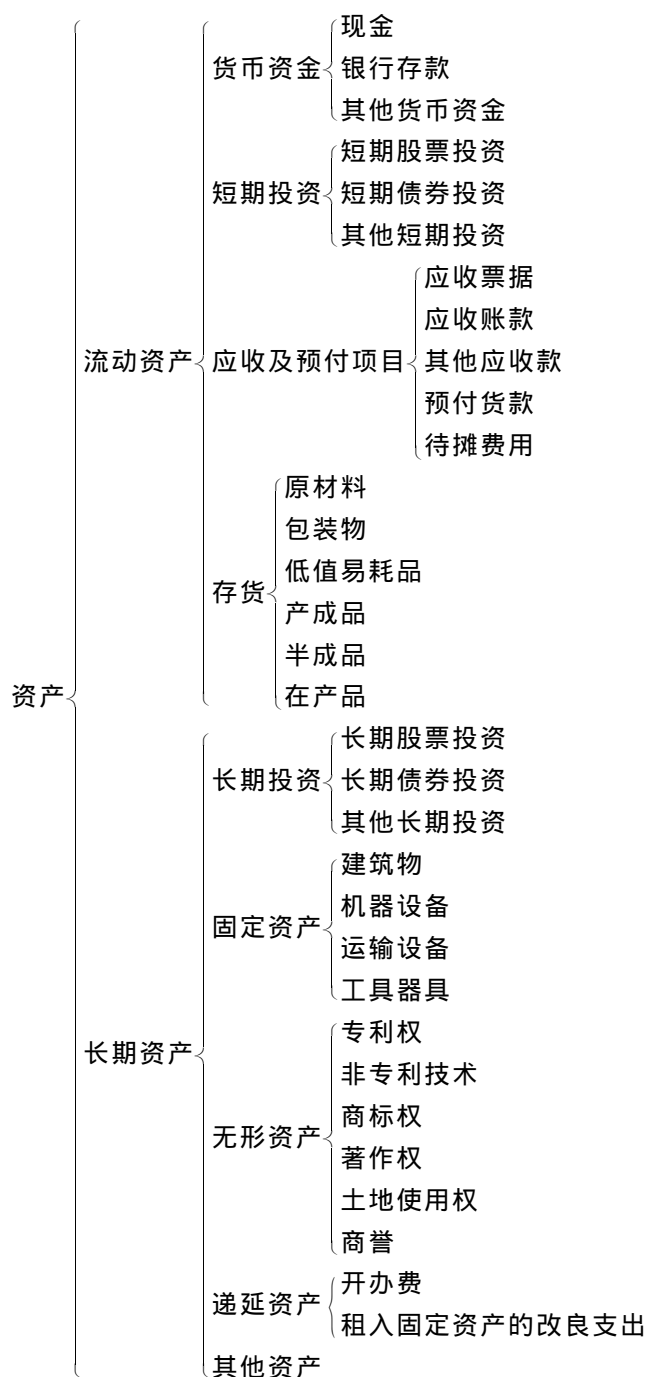 资产
流动资产
货币资金
现金
银行存款
其他货币资金
短期投资
短期股票投资
短期债券投资
其他短期投资
应收及预付项目
应收票据
应收账款
其他应收款
预付货款
待摊费用
存货
原材料
包装物
低值易耗品
产成品
半成品
在产品
长期资产
长期投资
长期股票投资
长期债券投资
其他长期投资
固定资产
建筑物
机器设备
运输设备
工具器具
无形资产
专利权
非专利技术
商标权
著作权
土地使用权
商誉
递延资产
开办费
租入固定资产的改良支出
其他资产